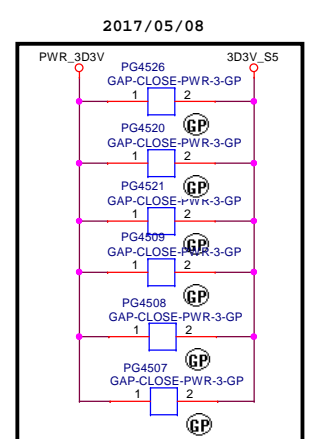 2017/05/08
PWR_3D3V 3D3V_S5
PG4526
GAP-CLOSE-PWR-3-GP
1 2
GP
PG4520
GAP-CLOSE-PWR-3-GP
1 2
GP
PG4521
GAP-CLOSE-PWR-3-GP
1 2
GP
PG4509
GAP-CLOSE-PWR-3-GP
1 2
GP
PG4508
GAP-CLOSE-PWR-3-GP
1 2
GP
PG4507
GAP-CLOSE-PWR-3-GP
1 2
GP